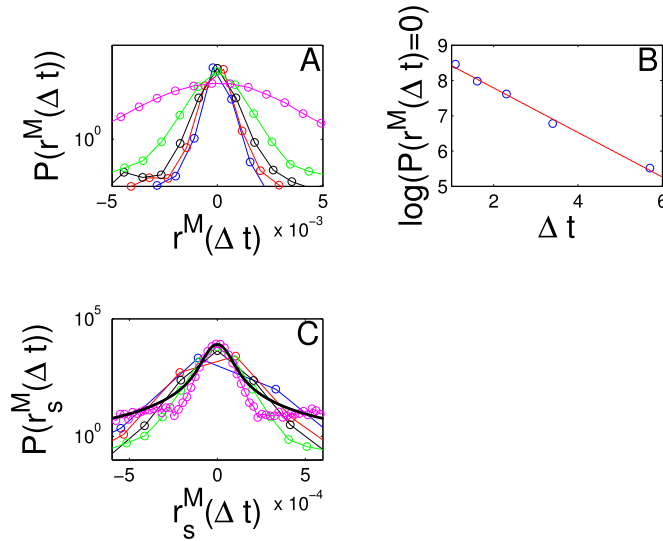 A
P(r^M(Δ t))
10^0
−5 0 5
r^M(Δ t) × 10^−3
B
log(P(r^M(Δ t)=0)
9
8
7
6
5
2 4 6
Δ t
C
P(r_s^M(Δ t))
10^5
10^0
−5 0 5
r_s^M(Δ t) × 10^−4